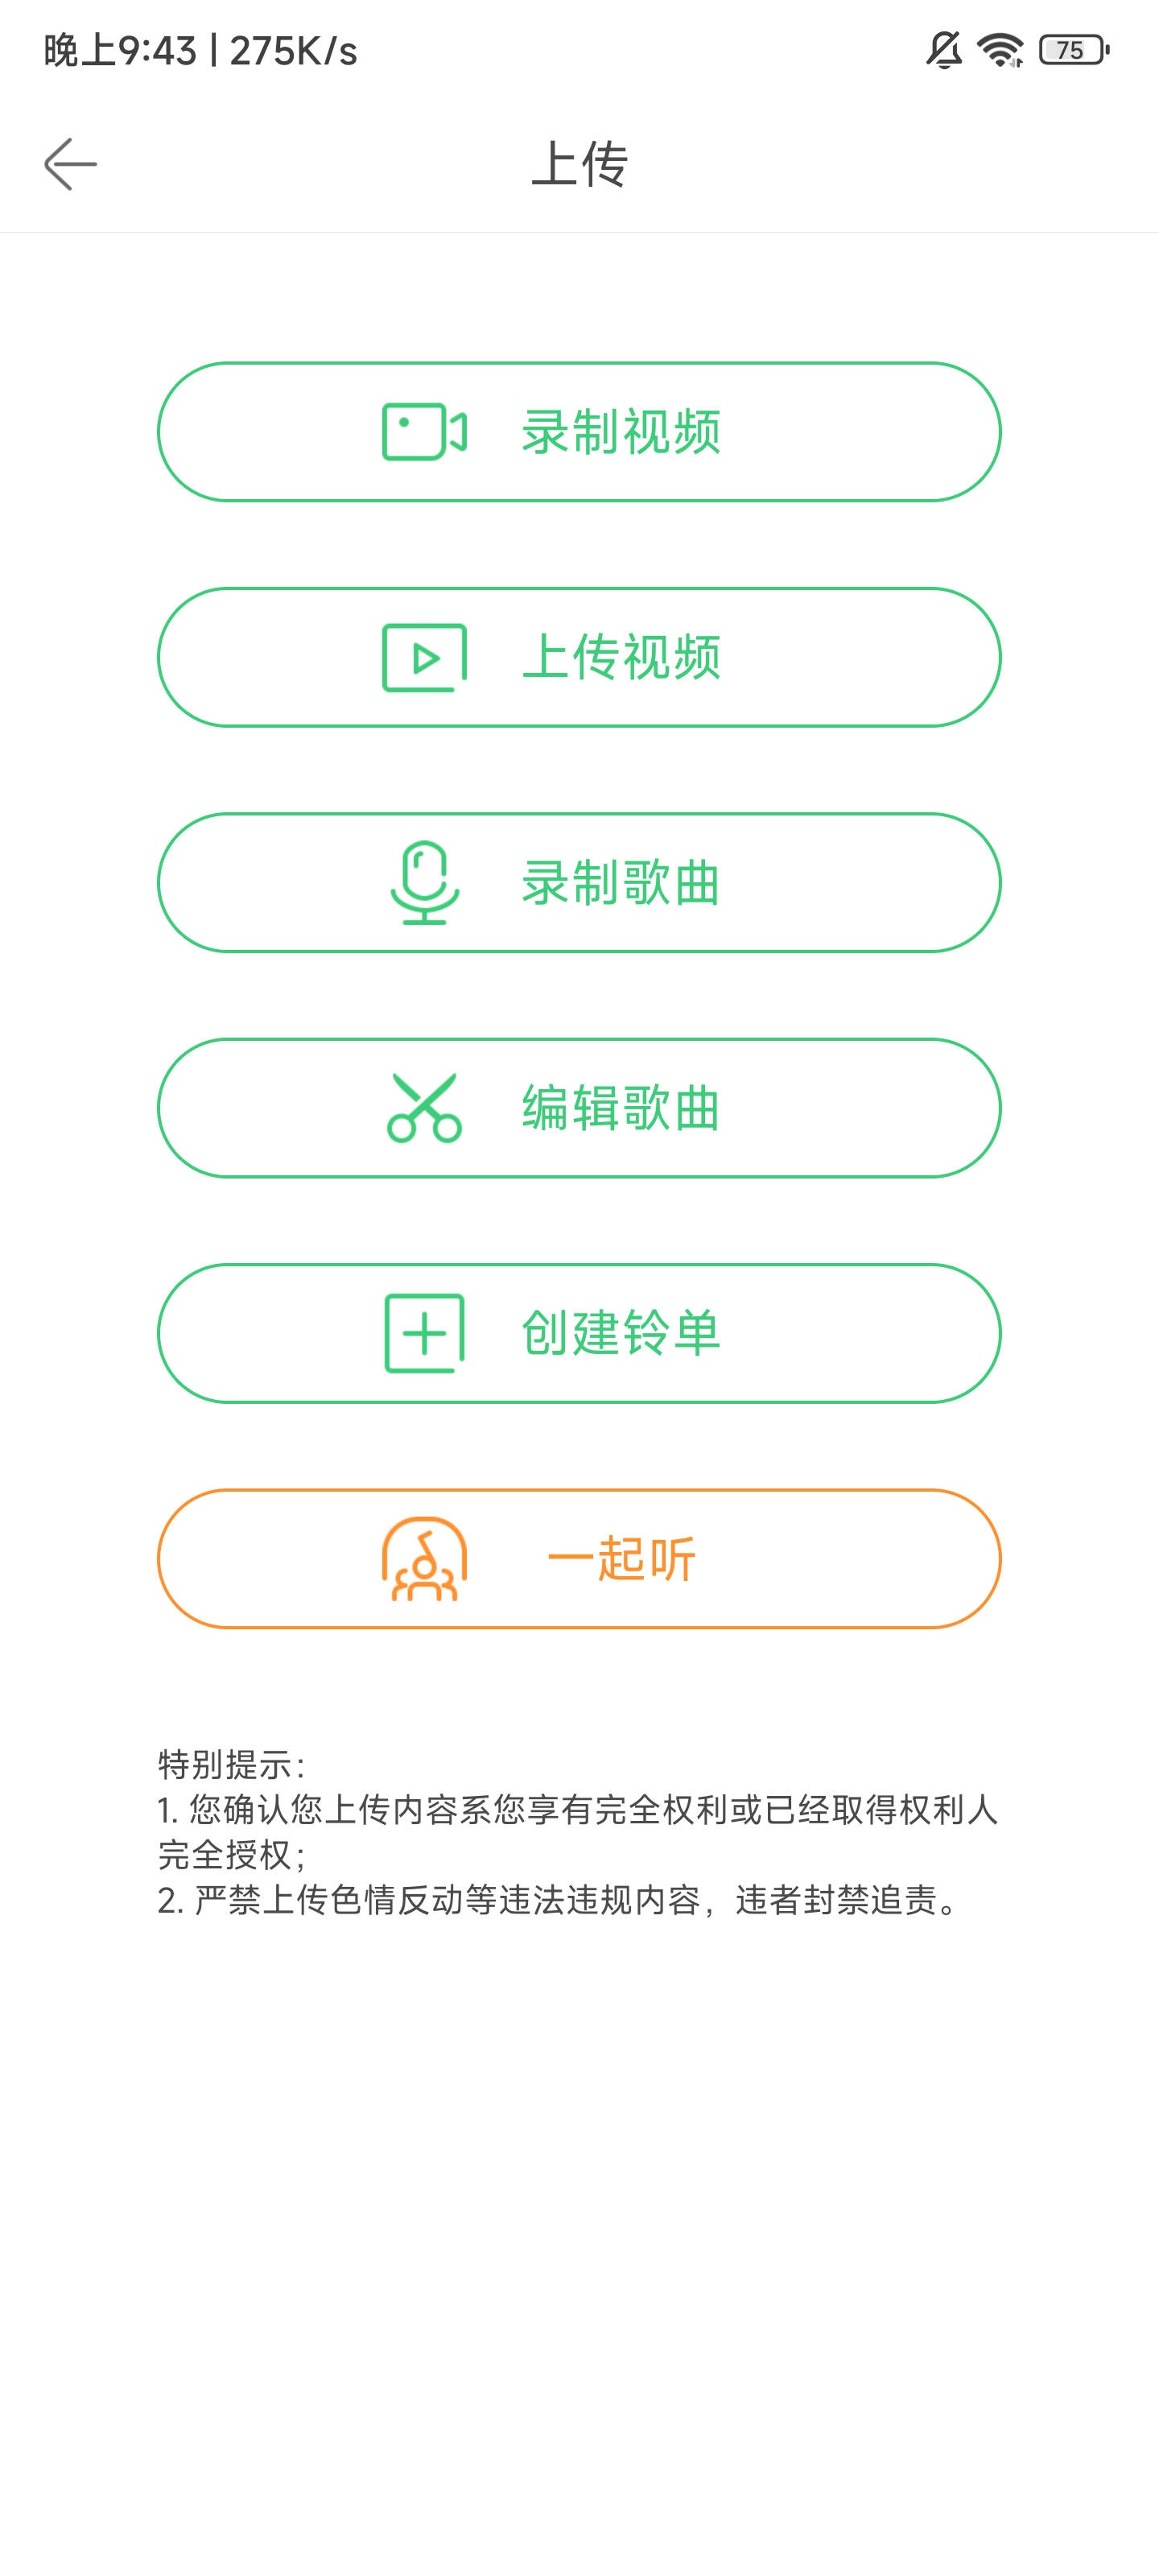 晚上9:43 | 275K/s
75
上传
录制视频
上传视频
录制歌曲
编辑歌曲
创建铃单
一起听
特别提示：
1. 您确认您上传内容系您享有完全权利或已经取得权利人
完全授权；
2. 严禁上传色情反动等违法违规内容，违者封禁追责。